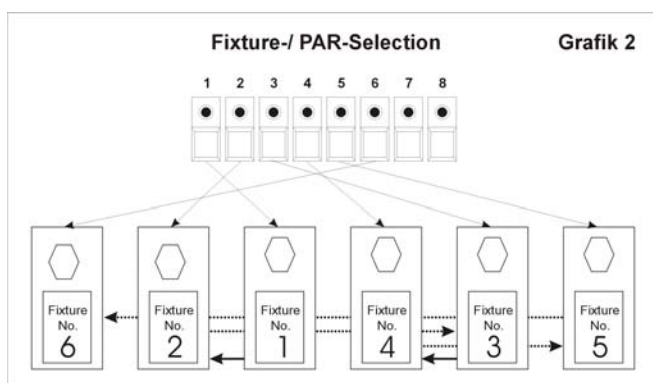 Fixture-/ PAR-Selection
Grafik 2
1 2 3 4 5 6 7 8
Fixture
No.
6
Fixture
No.
2
Fixture
No.
1
Fixture
No.
4
Fixture
No.
3
Fixture
No.
5